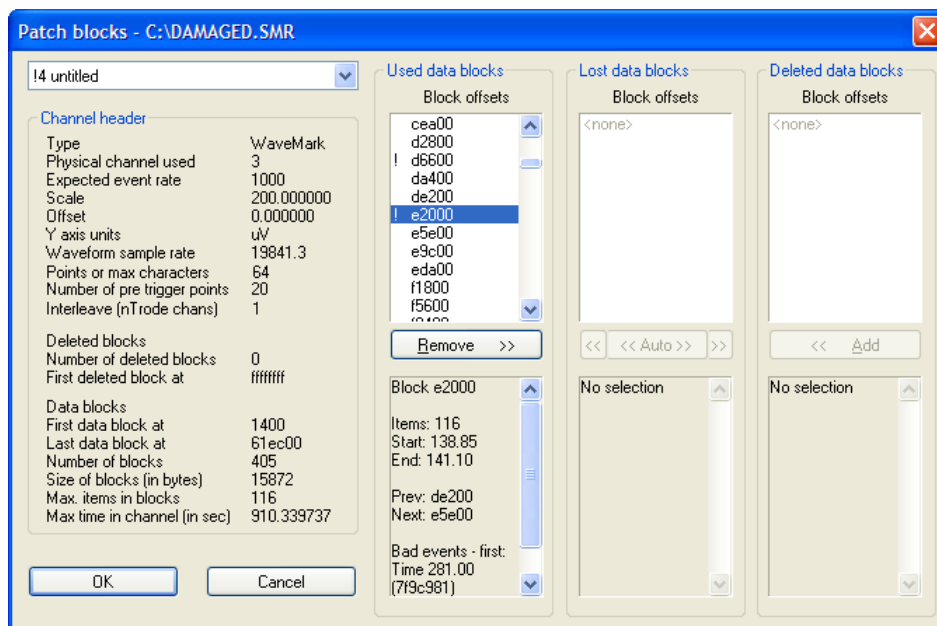 Patch blocks - C:\DAMAGED.SMR
!4 untitled
Channel header
Type WaveMark
Physical channel used 3
Expected event rate 1000
Scale 200.000000
Offset 0.000000
Y axis units uV
Waveform sample rate 19841.3
Points or max characters 64
Number of pre trigger points 20
Interleave (nTrode chans) 1
Deleted blocks
Number of deleted blocks 0
First deleted block at ffffffff
Data blocks
First data block at 1400
Last data block at 61ec00
Number of blocks 405
Size of blocks (in bytes) 15872
Max. items in blocks 116
Max time in channel (in sec) 910.339737
OK
Cancel
Used data blocks
Block offsets
cea00
d2800
! d6600
da400
de200
! e2000
e5e00
e9c00
eda00
f1800
f5600
Remove >>
Block e2000
Items: 116
Start: 138.85
End: 141.10
Prev: de200
Next: e5e00
Bad events - first:
Time 281.00
(7f9c981)
Lost data blocks
Block offsets
<none>
<< << Auto >> >>
No selection
Deleted data blocks
Block offsets
<none>
<< Add
No selection